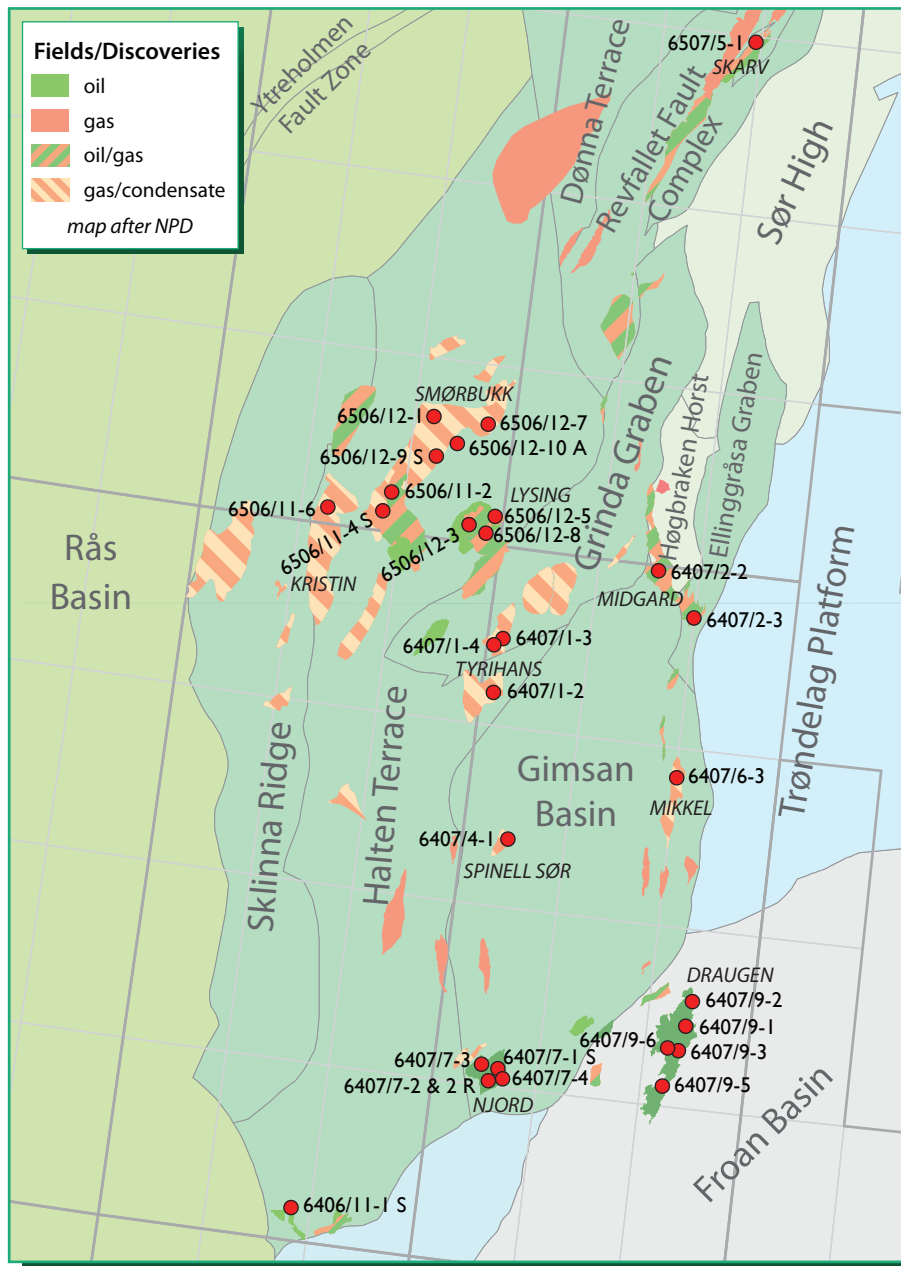 Fields/Discoveries
oil
gas
oil/gas
gas/condensate
map after NPD
Ytreholmen
Fault Zone
Dønna Terrace
Revfallet Fault
Complex
6507/5-1
SKARV
Sør High
SMØRBUKK
6506/12-1
6506/12-7
6506/12-10 A
6506/12-9 S
6506/11-2
6506/11-6
6506/11-4 S
LYSING
6506/12-5
6506/12-3
6506/12-8
KRISTIN
Grinda Graben
Høgbraken Horst
Ellinggråsa Graben
Rås
Basin
6407/2-2
MIDGARD
6407/2-3
6407/1-3
6407/1-4
TYRIHANS
6407/1-2
Trøndelag Platform
Sklinna Ridge
Halten Terrace
Gimsan
Basin
6407/6-3
MIKKEL
6407/4-1
SPINELL SØR
DRAUGEN
6407/9-2
6407/9-1
6407/9-6
6407/9-3
6407/9-5
6407/7-3
6407/7-1 S
6407/7-2 & 2 R
6407/7-4
NJORD
Froan Basin
6406/11-1 S